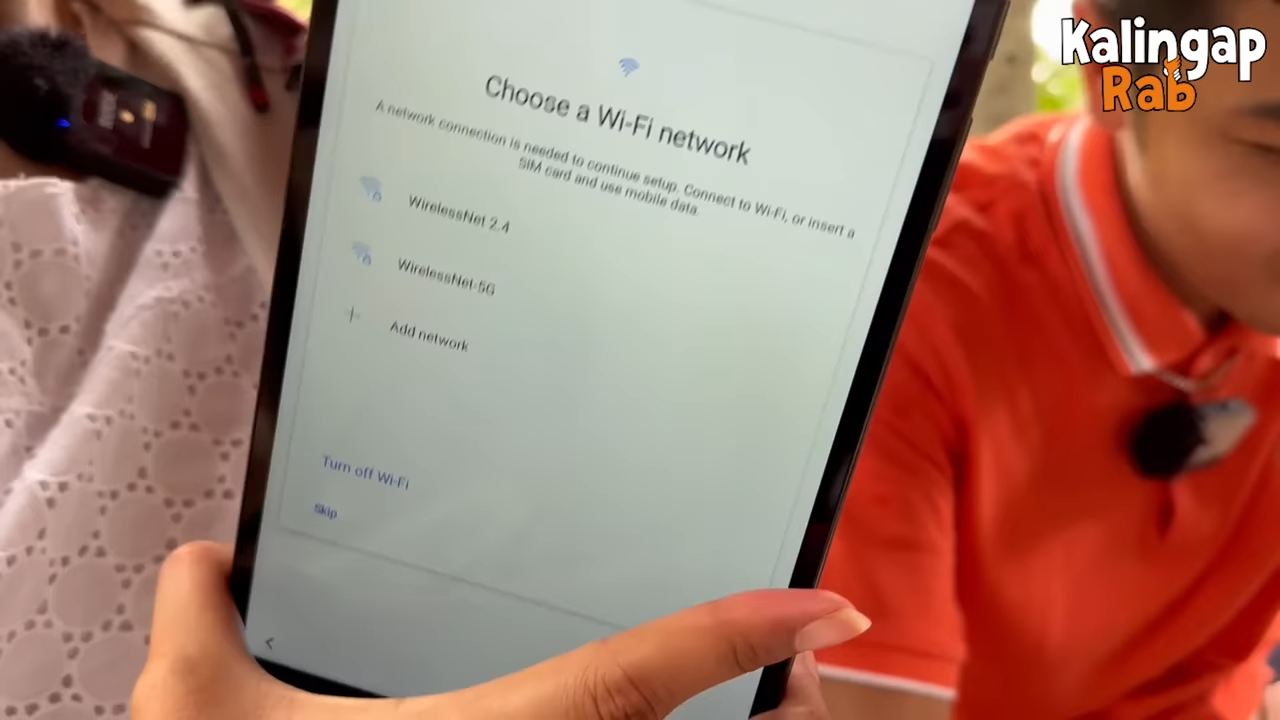 Kalingap
Rab
Choose a Wi-Fi network
A network connection is needed to continue setup. Connect to Wi-Fi, or insert a
SIM card and use mobile data.
WirelessNet 2.4
WirelessNet-5G
Add network
Turn off Wi-Fi
Skip